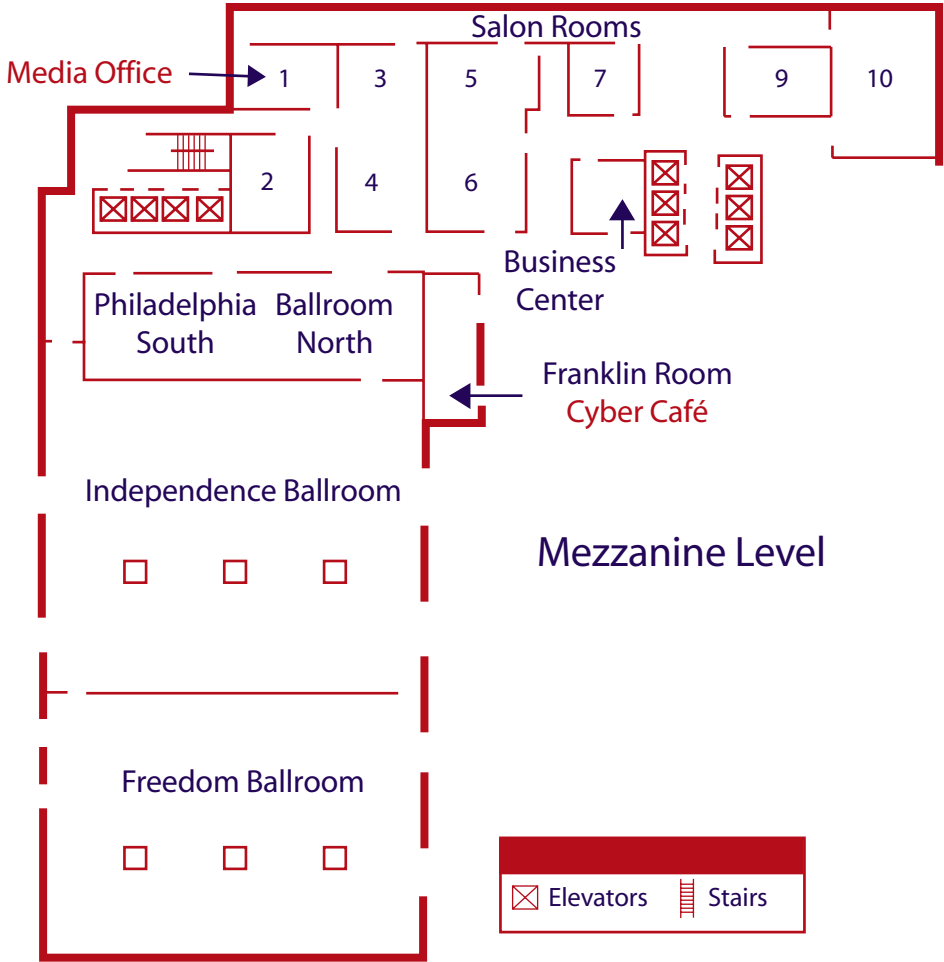 Salon Rooms
Media Office
1
3
5
7
9
10
2
4
6
Business
Center
Philadelphia
South
Ballroom
North
Franklin Room
Cyber Café
Independence Ballroom
Mezzanine Level
Freedom Ballroom
Elevators
Stairs